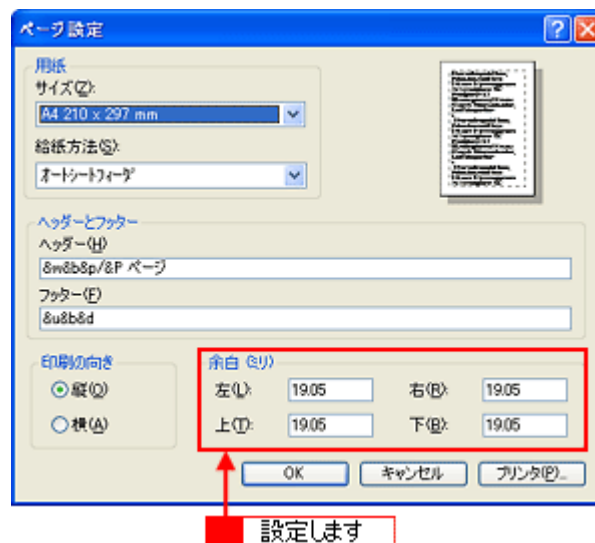 ページ設定
用紙
サイズ(Z):
A4 210 x 297 mm
給紙方法(S):
オートシートフィーダ
ヘッダーとフッター
ヘッダー(H)
&w&b&p/&P ページ
フッター(F)
&u&b&d
印刷の向き
縦(O)
横(A)
余白 (ミリ)
左(L): 19.05 右(R): 19.05
上(T): 19.05 下(B): 19.05
OK キャンセル プリンタ(P)...
設定します